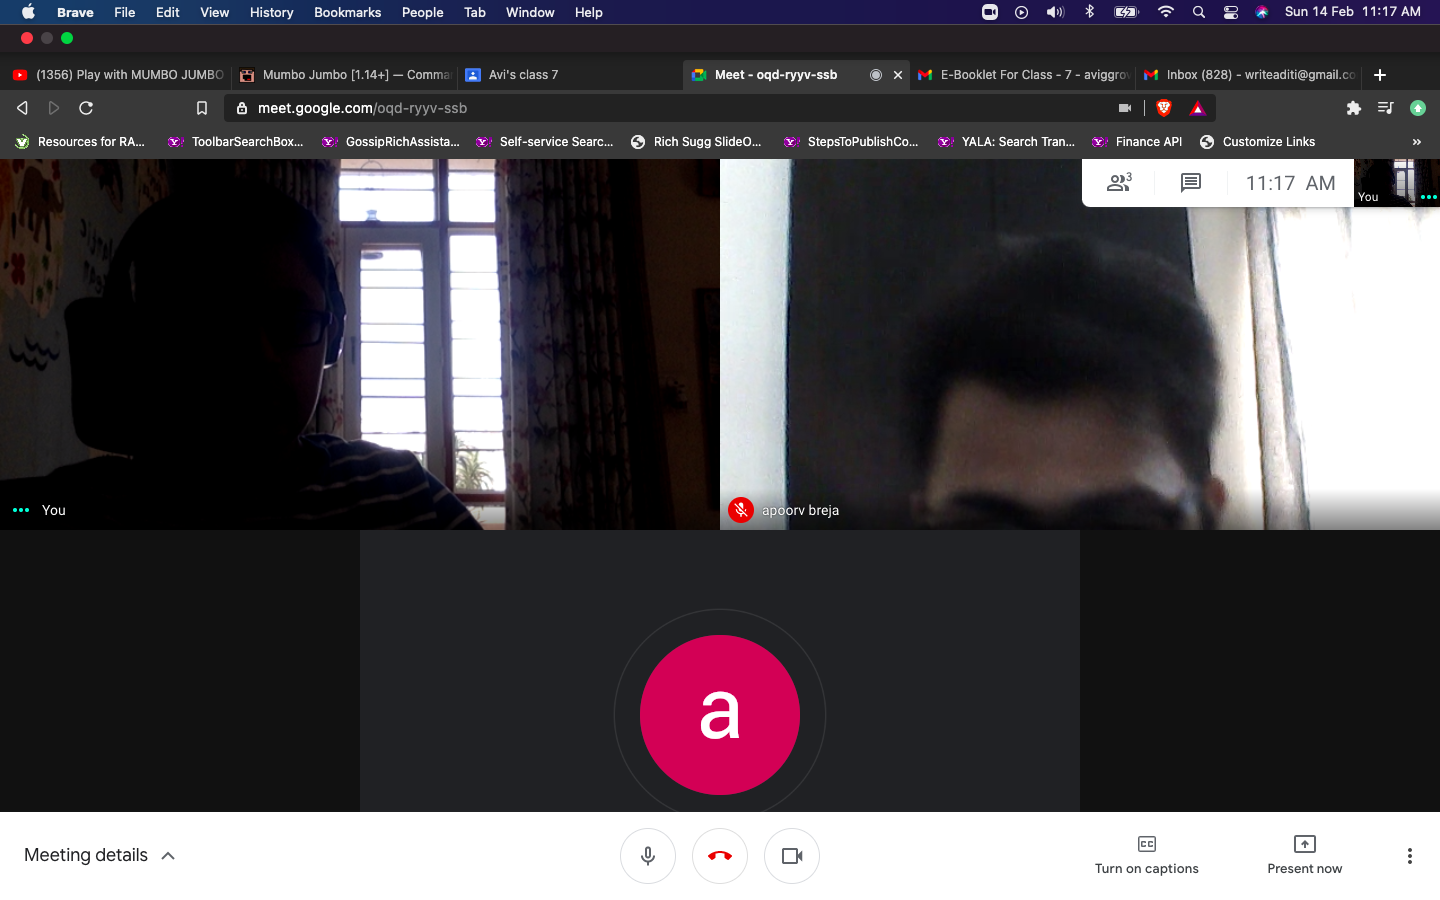 Brave File Edit View History Bookmarks People Tab Window Help Sun 14 Feb 11:17 AM
(1356) Play with MUMBO JUMBO Mumbo Jumbo [1.14+] — Comma Avi's class 7 Meet - oqd-ryyv-ssb E-Booklet For Class - 7 - aviggrov Inbox (828) - writeaditi@gmail.co
meet.google.com/oqd-ryyv-ssb
Resources for RA... ToolbarSearchBox... GossipRichAssista... Self-service Searc... Rich Sugg SlideO... StepsToPublishCo... YALA: Search Tran... Finance API Customize Links »
3 11:17 AM You
You apoorv breja
a
Meeting details CC Turn on captions Present now